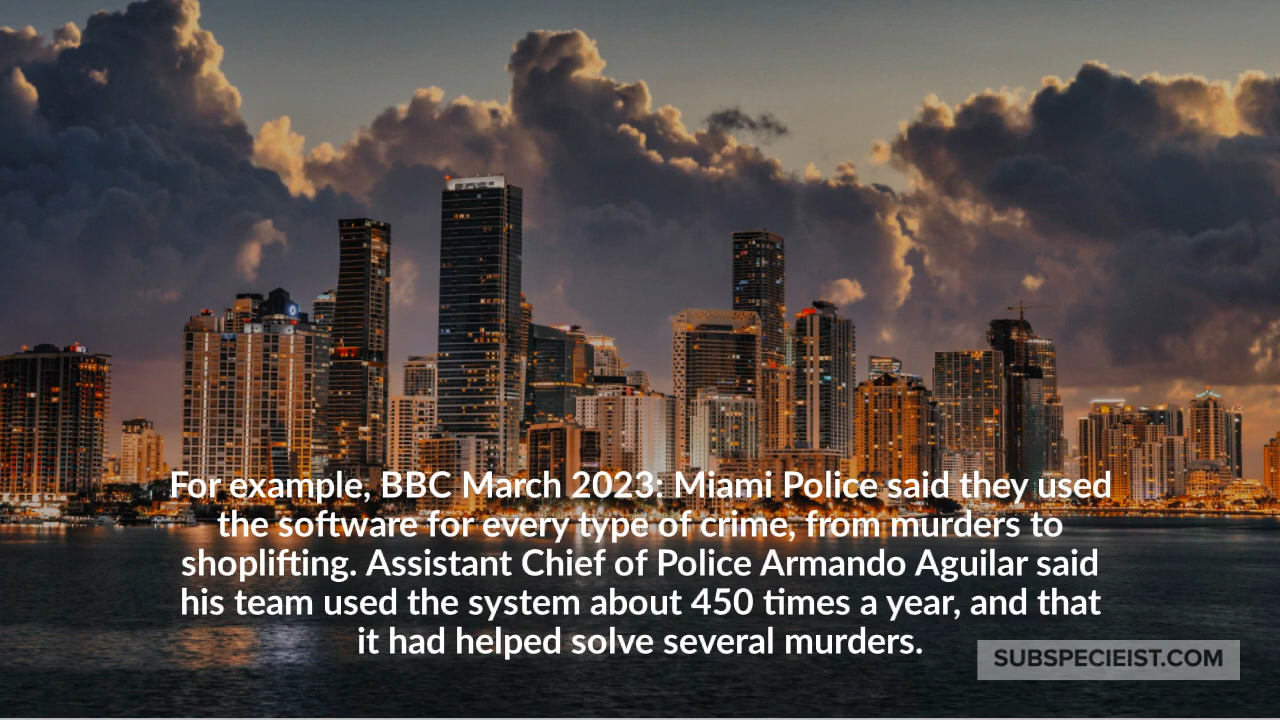 For example, BBC March 2023: Miami Police said they used
the software for every type of crime, from murders to
shoplifting. Assistant Chief of Police Armando Aguilar said
his team used the system about 450 times a year, and that
it had helped solve several murders.
SUBSPECIEIST.COM